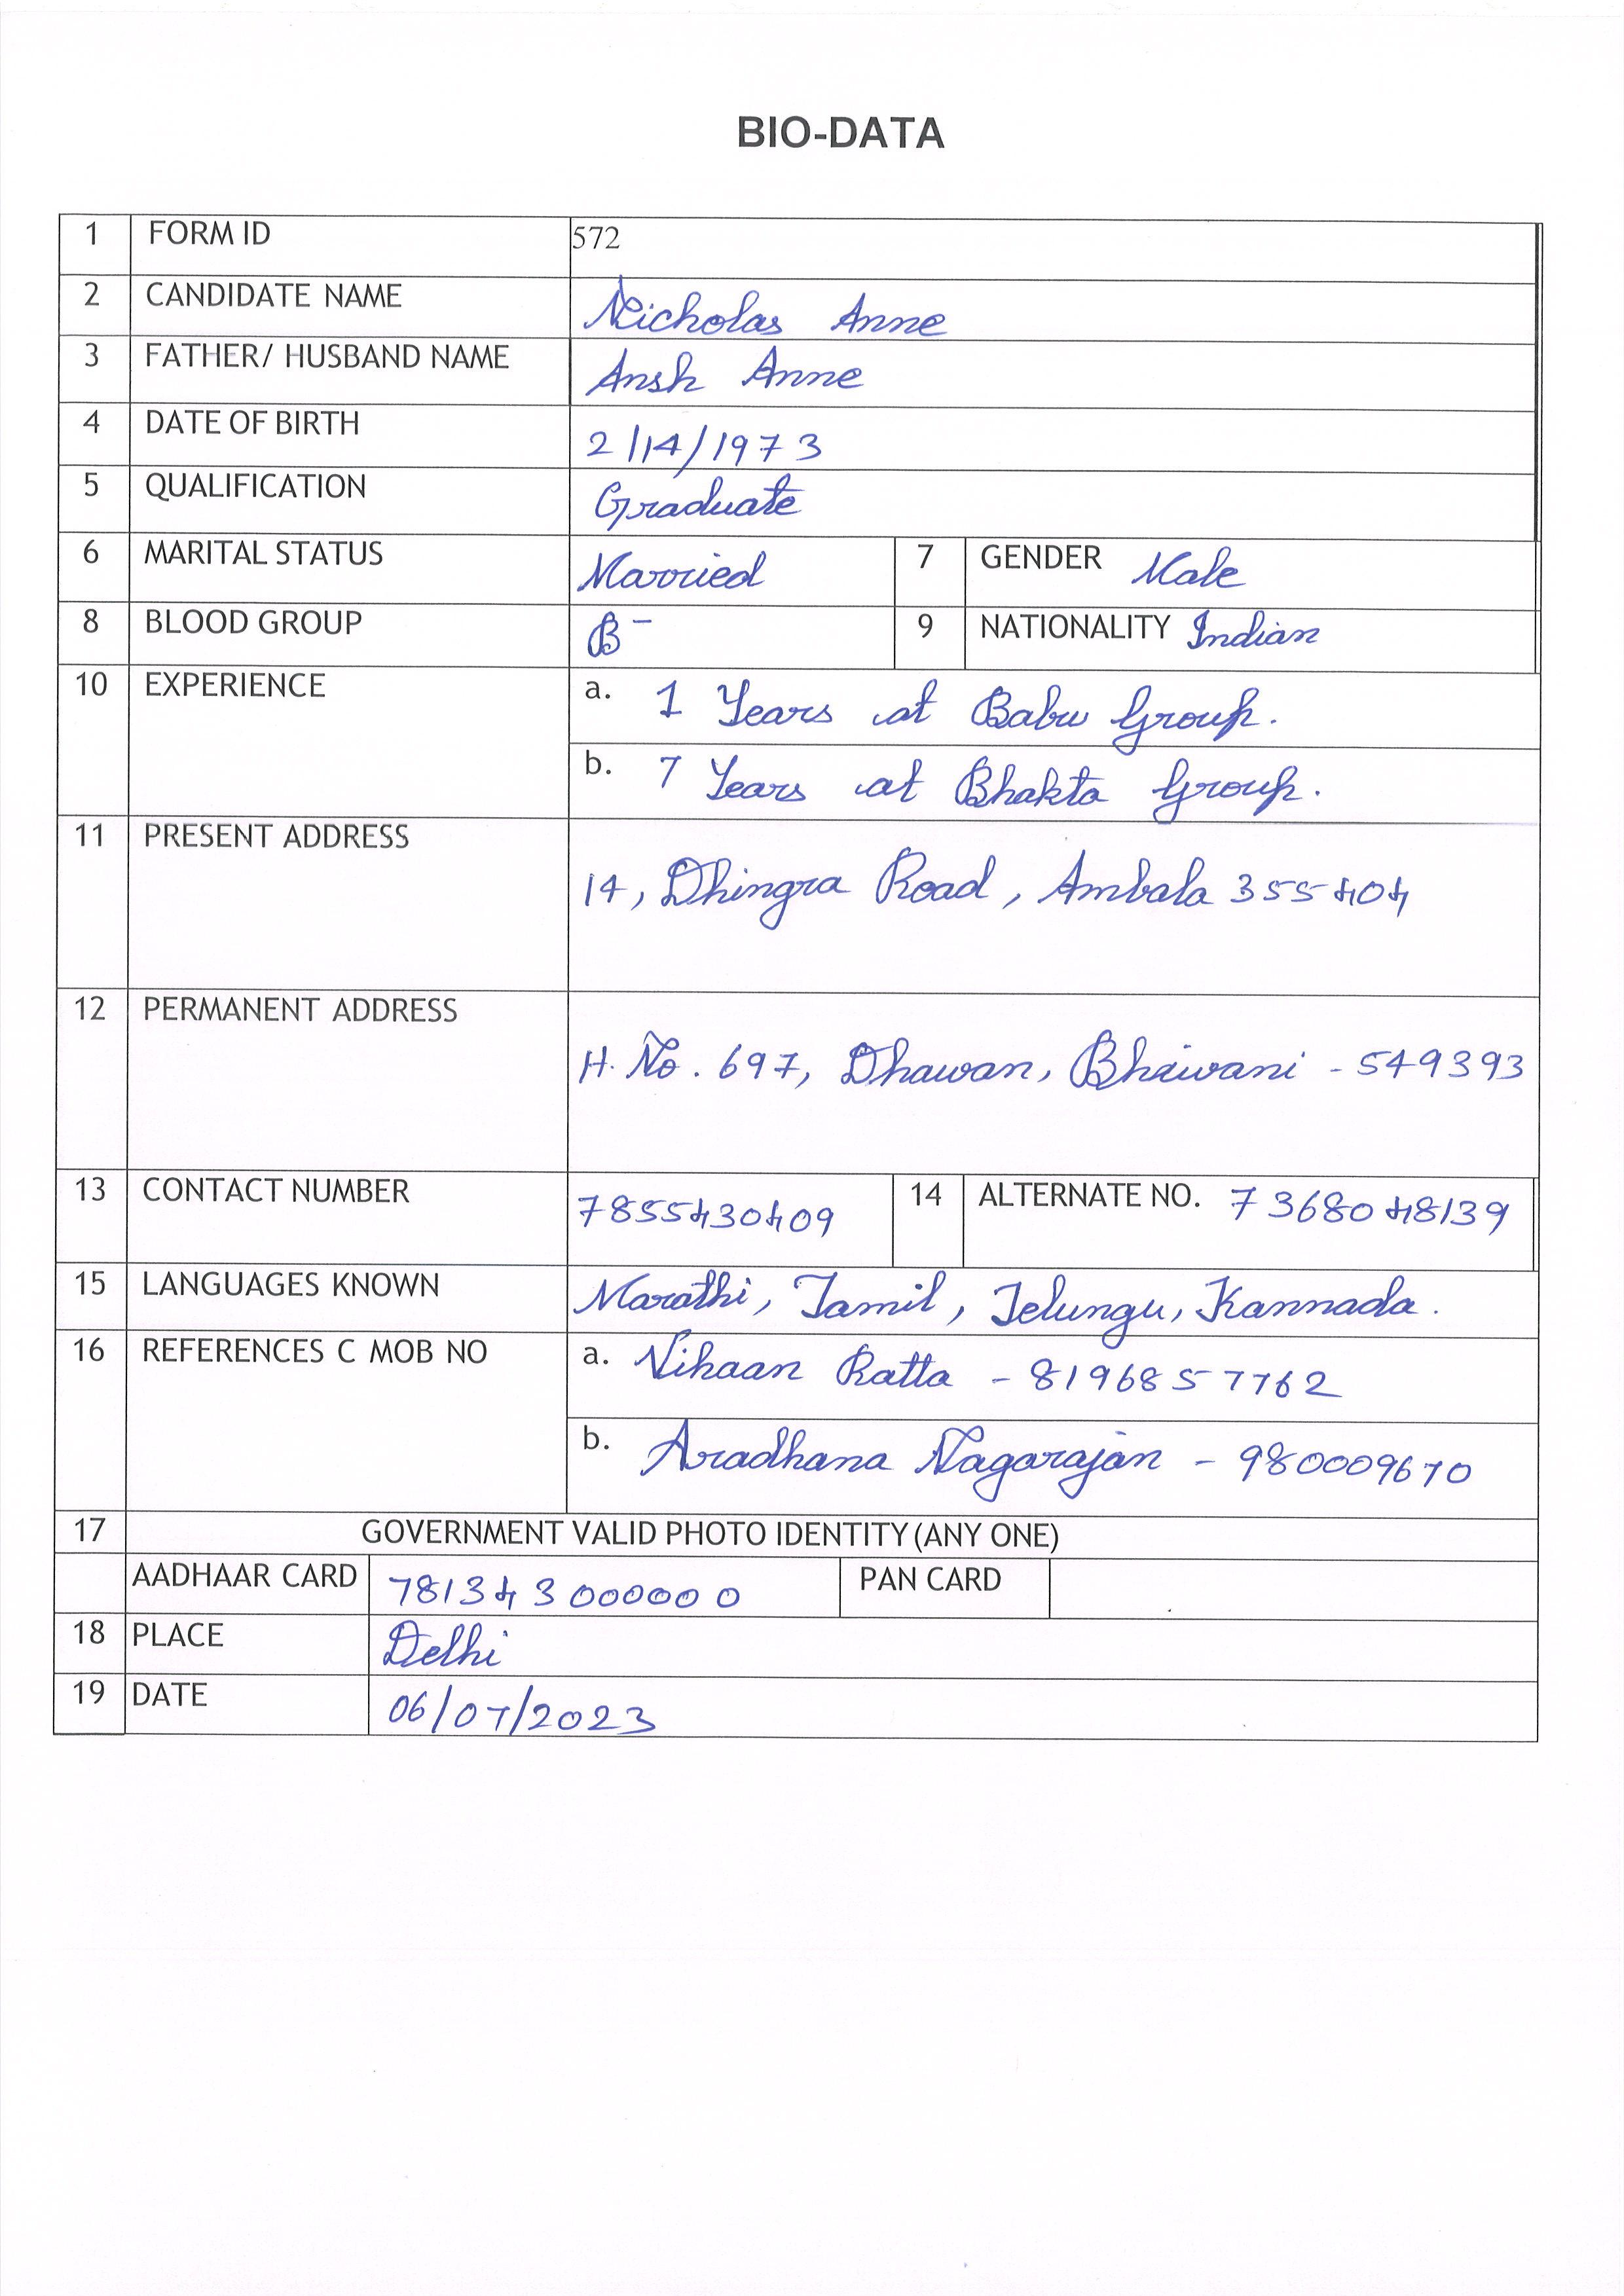 BIO-DATA
1 FORM ID 572
2 CANDIDATE NAME Nicholas Anne
3 FATHER/ HUSBAND NAME Ansh Anne
4 DATE OF BIRTH 2/14/1973
5 QUALIFICATION Graduate
6 MARITAL STATUS Married 7 GENDER Male
8 BLOOD GROUP B- 9 NATIONALITY Indian
10 EXPERIENCE a. 1 Years at Babu Group.
b. 7 Years at Bhakta Group.
11 PRESENT ADDRESS
14, Dhingra Road, Ambala 355404
12 PERMANENT ADDRESS
H. No. 697, Dhawan, Bhiwani - 549393
13 CONTACT NUMBER 7855430409 14 ALTERNATE NO. 7368048139
15 LANGUAGES KNOWN Marathi, Tamil, Telungu, Kannada.
16 REFERENCES C MOB NO a. Vihaan Ratta - 8196857762
b. Aradhana Nagarajan - 980009670
17 GOVERNMENT VALID PHOTO IDENTITY(ANY ONE)
AADHAAR CARD 781343000000 PAN CARD
18 PLACE Delhi
19 DATE 06/07/2023